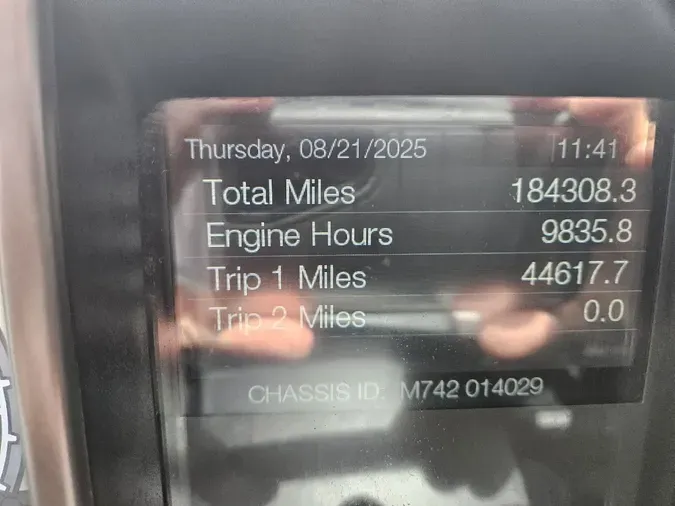 Thursday, 08/21/2025 11:41
Total Miles 184308.3
Engine Hours 9835.8
Trip 1 Miles 44617.7
Trip 2 Miles 0.0
CHASSIS ID: M742 014029